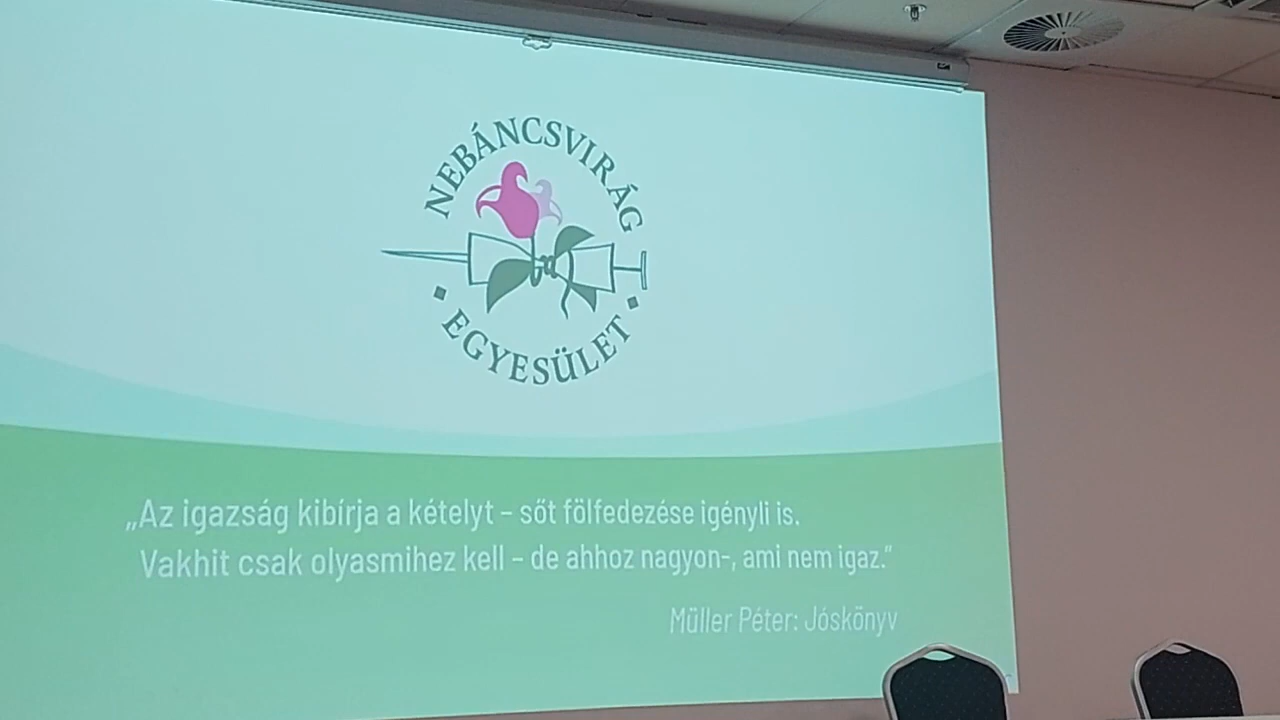 NEBÁNCSVIRÁG
EGYESÜLET
„Az igazság kibírja a kételyt – sőt fölfedezése igényli is.
Vakhit csak olyasmihez kell – de ahhoz nagyon-, ami nem igaz.”
Müller Péter: Jóskönyv